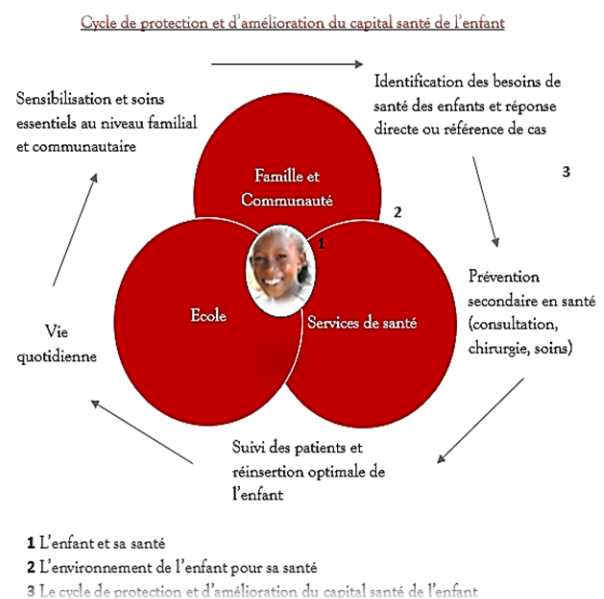 Cycle de protection et d'amélioration du capital santé de l'enfant
Sensibilisation et soins
essentiels au niveau familial
et communautaire
Identification des besoins de
santé des enfants et réponse
directe ou référence de cas
3
Famille et
Communauté
2
1
Ecole
Services de santé
Prévention
secondaire en santé
(consultation,
chirurgie, soins)
Vie
quotidienne
Suivi des patients et
réinsertion optimale de
l'enfant
1 L'enfant et sa santé
2 L'environnement de l'enfant pour sa santé
3 Le cycle de protection et d'amélioration du capital santé de l'enfant